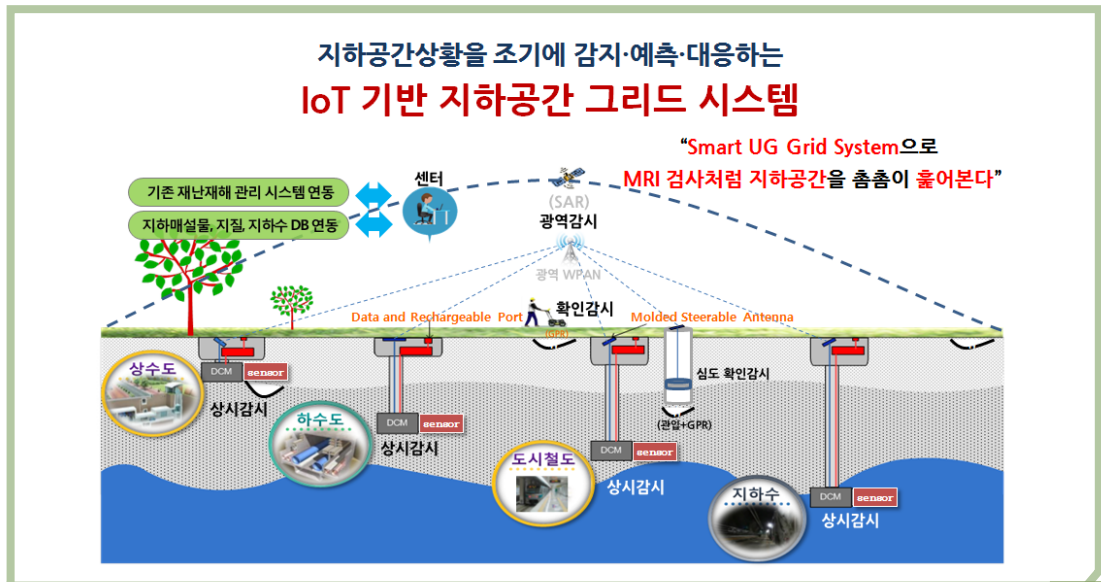 지하공간상황을 조기에 감지·예측·대응하는
IoT 기반 지하공간 그리드 시스템
“Smart UG Grid System으로
MRI 검사처럼 지하공간을 촘촘이 훑어본다”
기존 재난재해 관리 시스템 연동
지하매설물, 지질, 지하수 DB 연동
센터
(SAR)
광역감시
광역 WPAN
확인감시
(GPR)
Data and Rechargeable Port
Molded Steerable Antenna
상수도
DCM
sensor
상시감시
하수도
DCM
sensor
상시감시
심도 확인감시
(관입+GPR)
도시철도
DCM
sensor
상시감시
지하수
DCM
sensor
상시감시